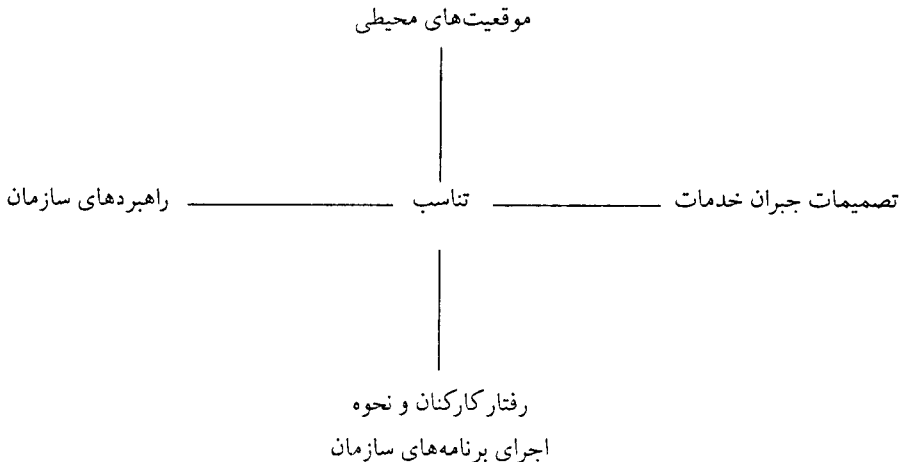 موقعیت‌های محیطی
تصمیمات جبران خدمات
تناسب
راهبردهای سازمان
رفتار کارکنان و نحوه
اجرای برنامه‌های سازمان